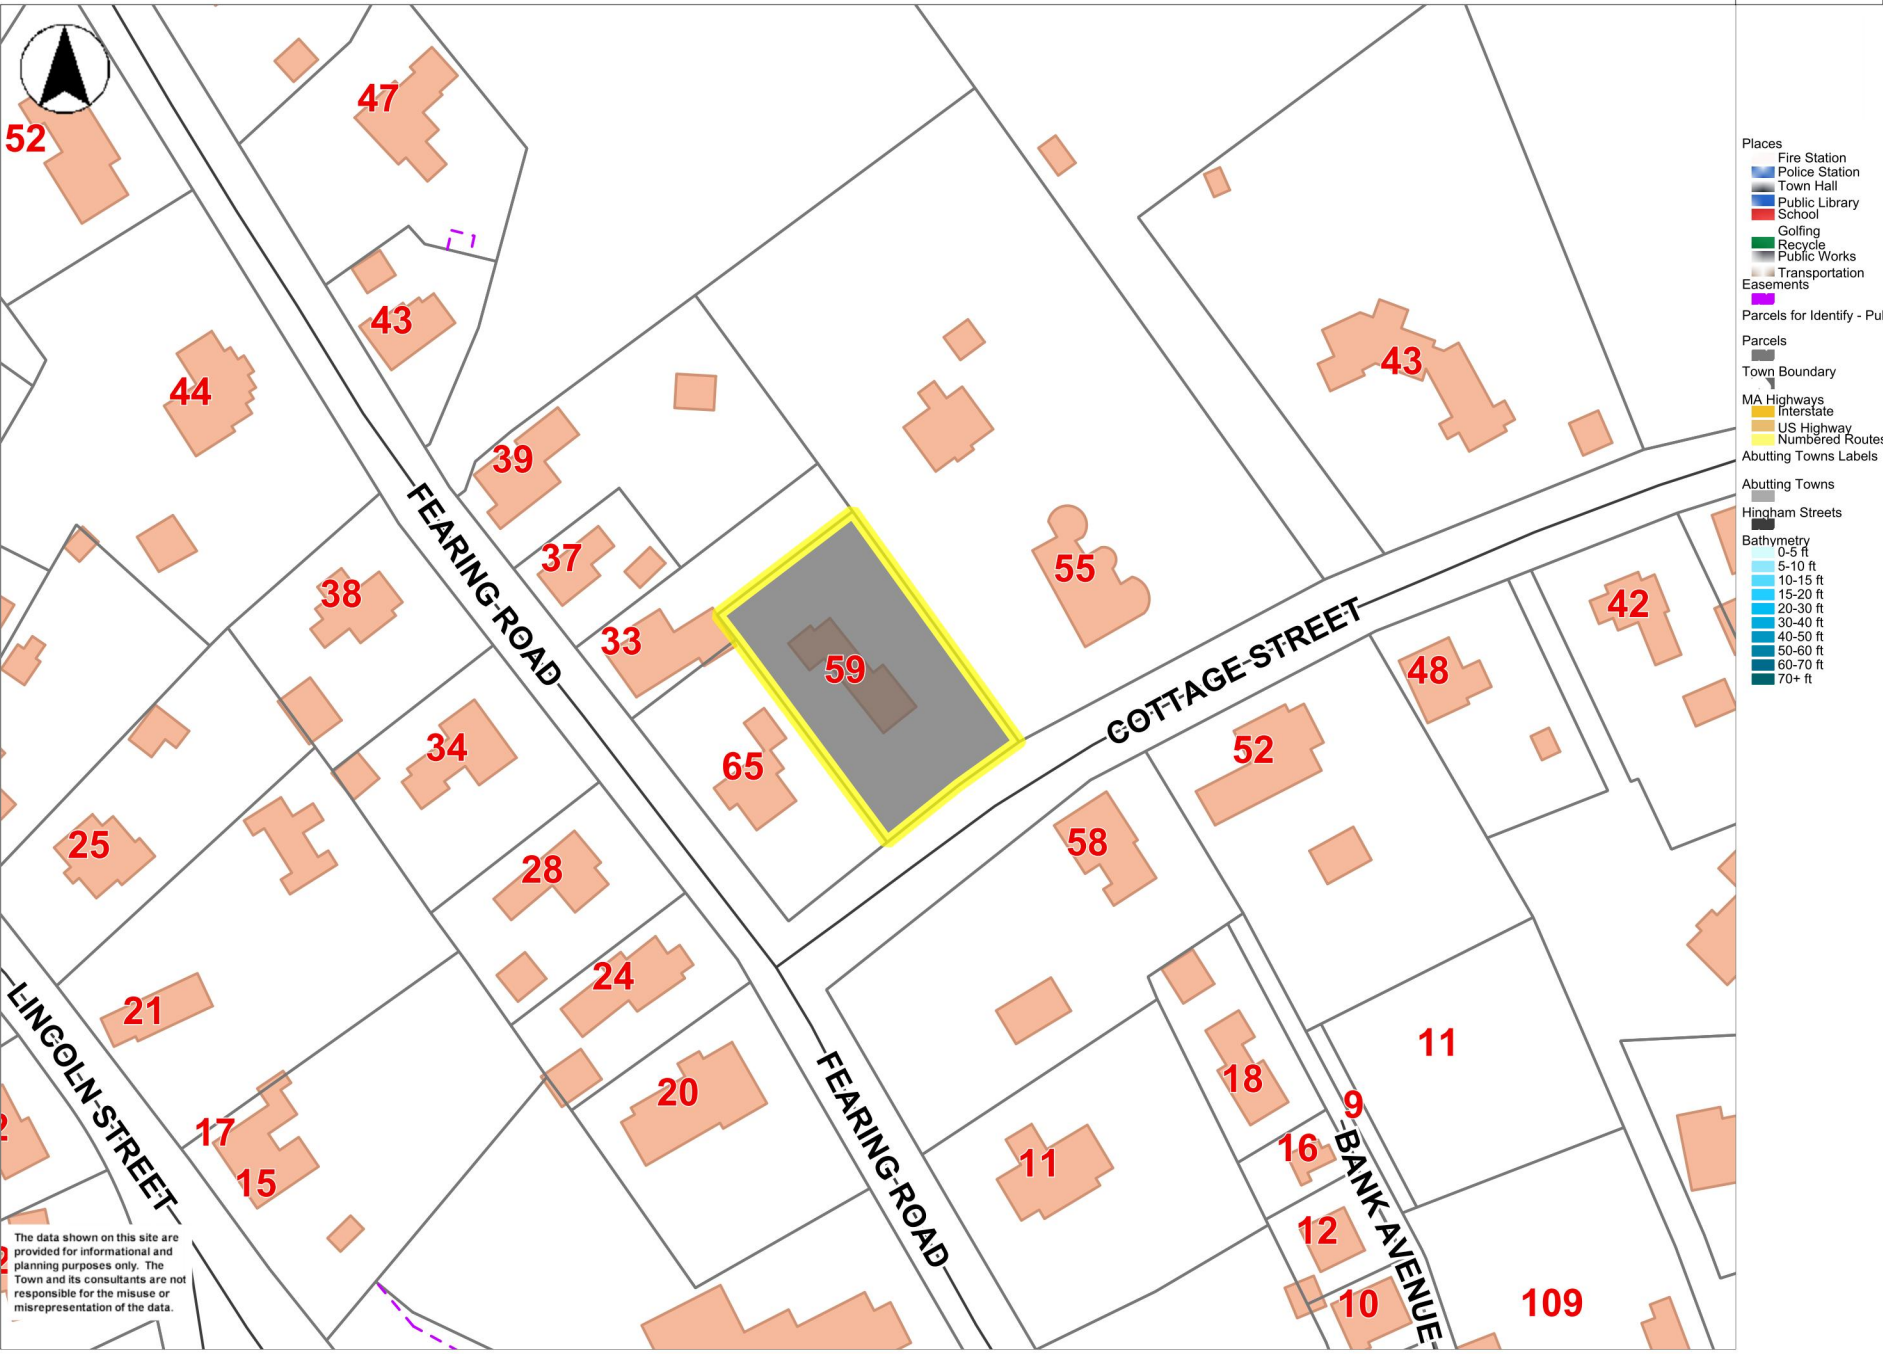 47
52
43
44
43
39
37
38
33
55
59
42
48
FEARING ROAD
COTTAGE STREET
34
65
52
58
25
28
24
21
LINCOLN STREET
20
17
15
FEARING ROAD
11
11
18
9
16
BANK AVENUE
12
10
109
The data shown on this site are
provided for informational and
planning purposes only. The
Town and its consultants are not
responsible for the misuse or
misrepresentation of the data.
Places
Fire Station
Police Station
Town Hall
Public Library
School
Golfing
Recycle
Public Works
Transportation
Easements
Parcels for Identify - Pul
Parcels
Town Boundary
MA Highways
Interstate
US Highway
Numbered Routes
Abutting Towns Labels
Abutting Towns
Hingham Streets
Bathymetry
0-5 ft
5-10 ft
10-15 ft
15-20 ft
20-30 ft
30-40 ft
40-50 ft
50-60 ft
60-70 ft
70+ ft